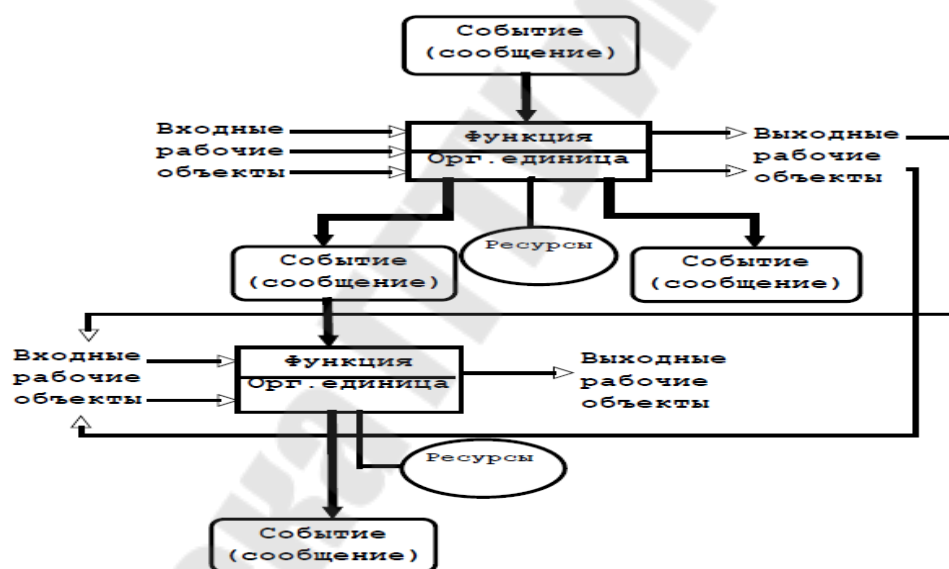 Событие
(сообщение)
Входные
рабочие
объекты
Функция
Орг.единица
Выходные
рабочие
объекты
Событие
(сообщение)
Ресурсы
Событие
(сообщение)
Входные
рабочие
объекты
Функция
Орг.единица
Выходные
рабочие
объекты
Ресурсы
Событие
(сообщение)